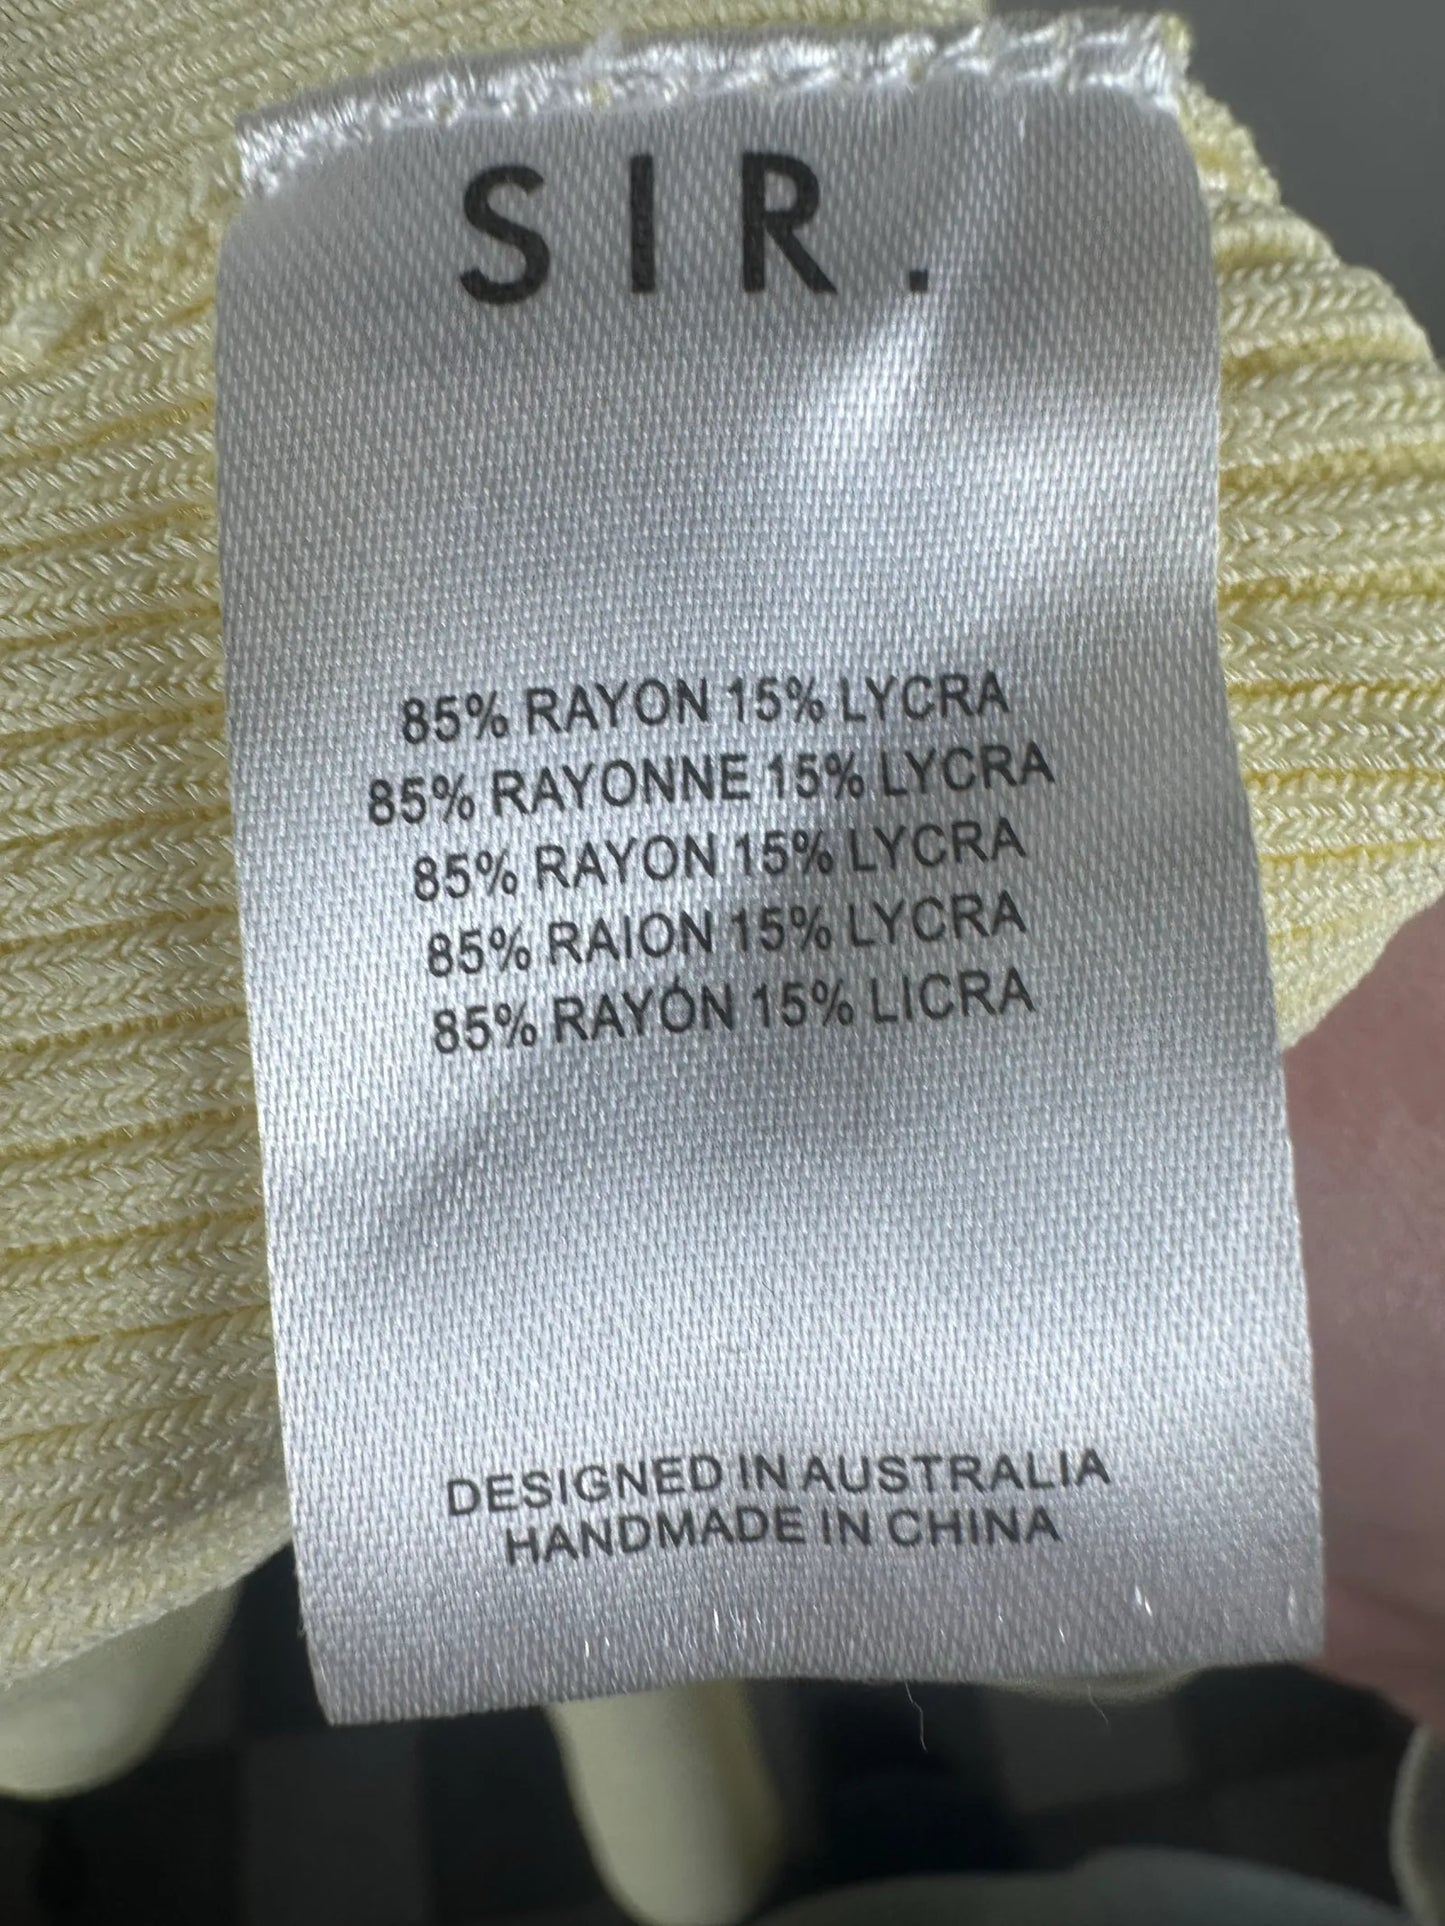 SIR.
85% RAYON 15% LYCRA
85% RAYONNE 15% LYCRA
85% RAYON 15% LYCRA
85% RAION 15% LYCRA
85% RAYÓN 15% LICRA
DESIGNED IN AUSTRALIA
HANDMADE IN CHINA